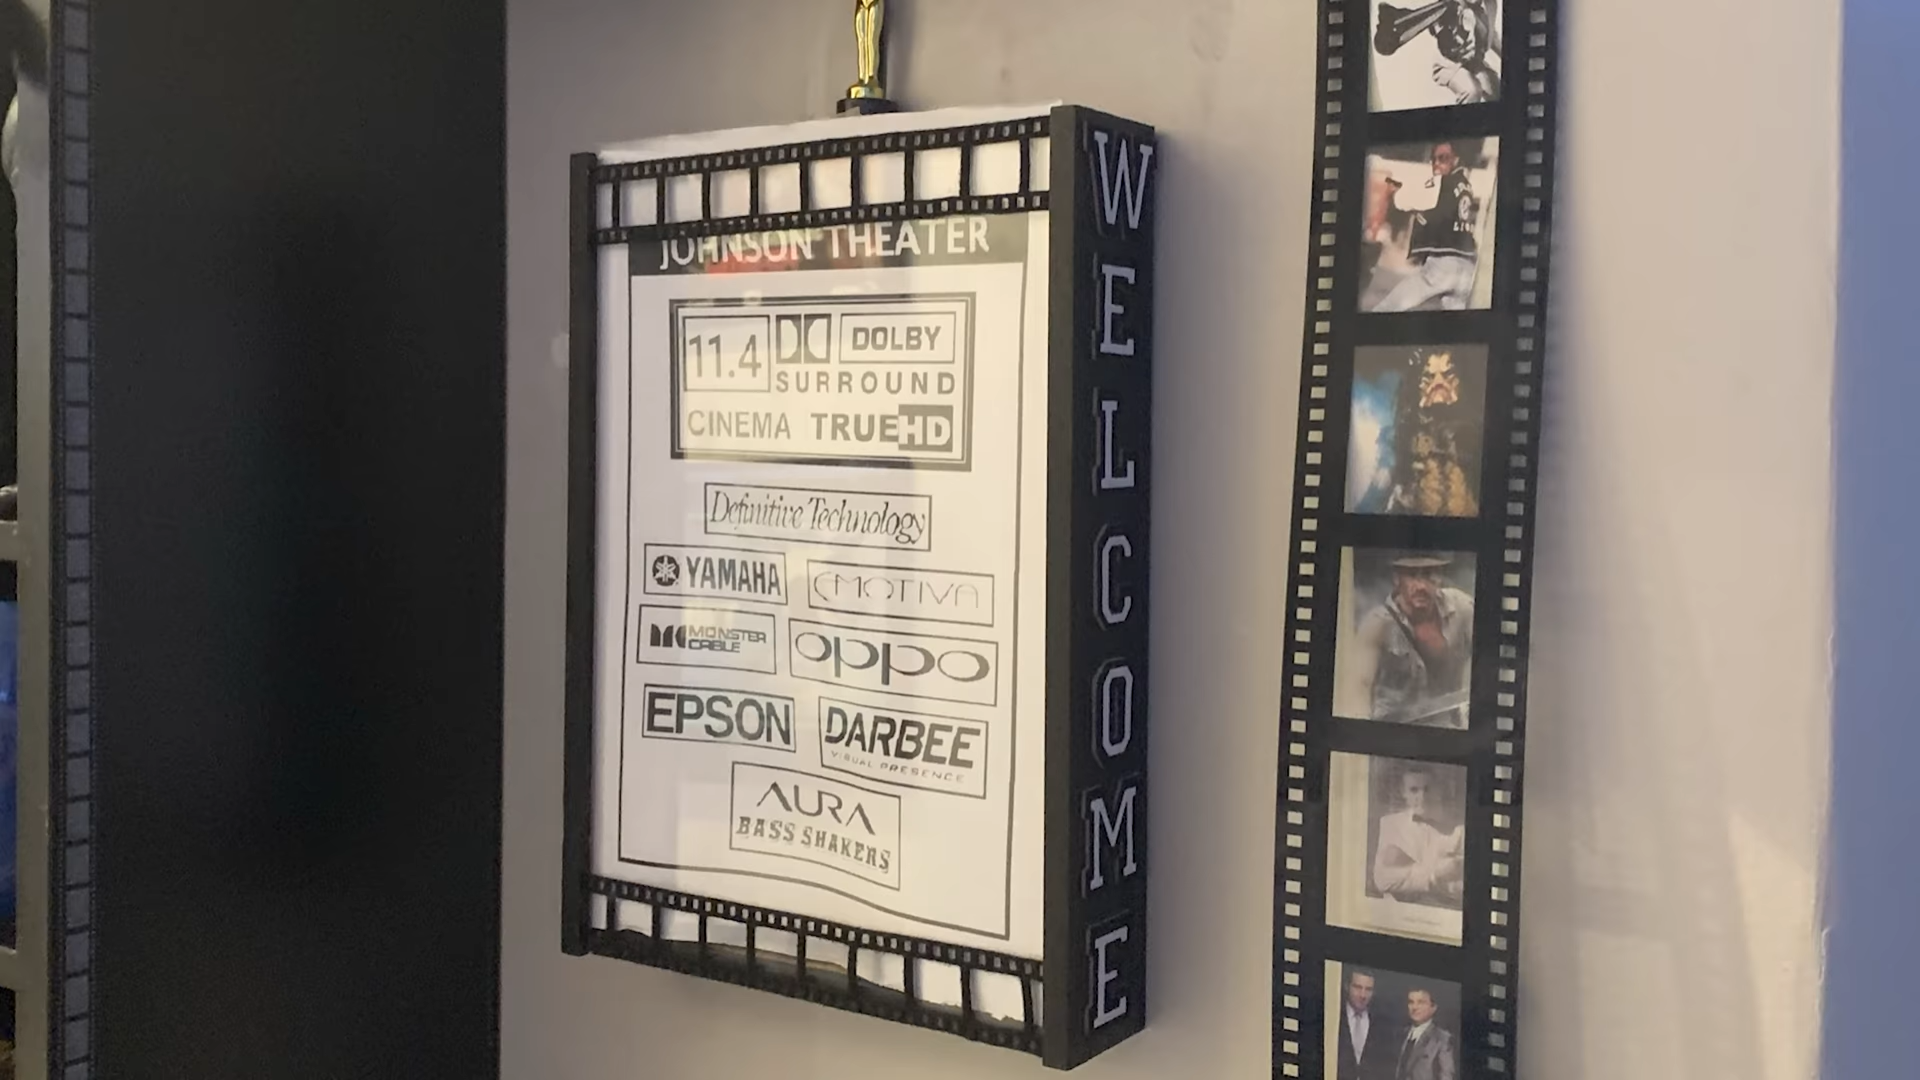 JOHNSON THEATER
11.4 DOLBY
SURROUND
CINEMA TRUEHD
Definitive Technology
YAMAHA EMOTIVA
MONSTER CABLE oppo
EPSON DARBEE
VISUAL PRESENCE
AURA
BASS SHAKERS
WELCOME